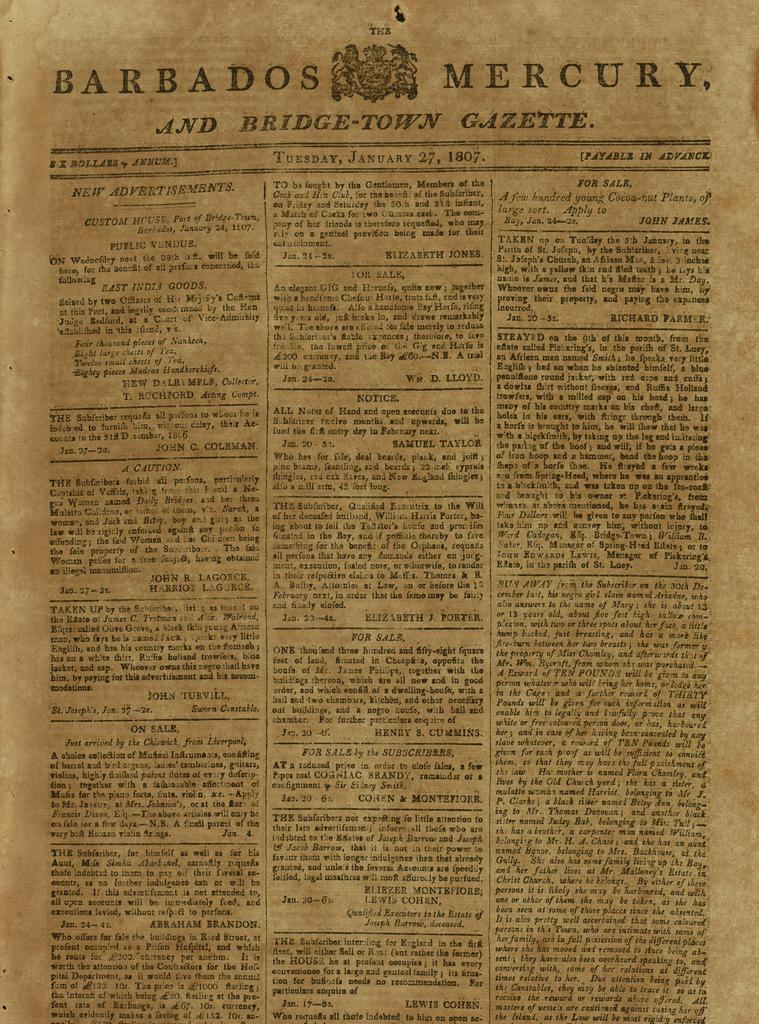 THE
BARBADOS MERCURY,
AND BRIDGE-TOWN GAZETTE.
TUESDAY, JANUARY 27, 1807.
[PAYABLE IN ADVANCE
NEW ADVERTISEMENTS.
CUSTOM HOUSE, Port of Bridge-Town,
Barbados, January 24, 1807.
PUBLIC VENDUE.
ON Wednesday next the 28th inst. will be sold
here, for the benefit of all persons concerned, the
following
EAST INDIA GOODS,
Seized by two Officers of His Majesty's Customs
at this Port, and legally condemned by the Hon.
Judge Bedford, at a Court of Vice-Admiralty
established in this island, viz.
Four thousand pieces of Nankeen,
Eight large chests of Tea,
Twelve small chests of Tea,
Eighty pieces Madras Handkerchiefs.
HEW DALRYMPLE, Collector,
T. ROCHFORD, Acting Compt.
THE Subscriber requests all persons to whom he is
indebted to furnish him, without delay, their Ac-
counts to the 31st December, 1806
Jan. 27—2a. JOHN C. COLEMAN.
A CAUTION.
THE Subscribers forbid all persons, particularly
Captains of Vessels, taking from this Island a Ne-
gro Woman named Dolly Bridges and her three
Mulatto Children, or either of them, viz. Sarah, a
woman, and Jack and Betsy, boy and girl; as the
law will be rigidly enforced against any person so
offending; the said Woman and her Children being
the sole property of the Subscribers. The said
Woman passes for a free subject, having obtained
an illegal manumission.
JOHN R. LAGORCE,
Jan. 27—2a. HARRIOT LAGORCE.
TAKEN UP by the Subscriber, living as tenant on
the Estate of James C. Trotman and Alex. Walrond,
Esqrs. called Olive Grove, a black skin young African
man, who says he is named JACK; speaks very little
English, and has his country marks on the stomach;
has on a white shirt, Russia holland trowsers, blue
jacket, and cap. Whoever owns this negro shall have
him, by paying for this advertisement and his accom-
modations.
JOHN TURVILL,
St. Joseph's, Jan. 27—2a. Sworn Constable.
ON SALE,
Just arrived by the Chiswick, from Liverpool,
A choice collection of Musical Instruments, consisting
of barrel and bird organs, tambourines, guitars,
violins, highly finished patent flutes of every descrip-
tion; together with a fashionable assortment of
Music for the piano forte, flute, violin, &c.—Apply
to Mr. at Mrs. Johnson's, or at the store of
Francis Dixon, Esq.—The above articles will only be
on sale for a few days—N.B. A small parcel of the
very best Roman violin strings. Jan. 4.
THE Subscriber, for himself as well as for his
Aunt, Miss Simha Abarbanel, earnestly requests
those indebted to them to pay off their several ac-
counts, as no further indulgence can or will be
granted. If this advertisement is not attended to,
all open accounts will be immediately sued, and
executions levied, without respect to persons.
Jan. 24—4t. ABRAHAM BRANDON.
Who offers for sale the buildings in Reed Street, at
present occupied as a Prison Hospital, and which
he rents for £200. currency per annum. It is
worth the attention of the Contractors for the Hos-
pital Department, as it would save them the annual
sum of £132. 10s. The price is £1000 sterling;
the interest of which being £50. sterling at the pre-
sent rate of Exchange, is £67. 10s. currency,
which evidently makes a saving of £132. 10s. an-
TO be fought by the Gentlemen, Members of the
Cock and Hen Club, for the benefit of the Subscriber,
on Friday and Saturday the 30th and 31st instant,
a Match of Cocks for two Guineas each. The com-
pany of her friends is therefore requested, who may
rely on a genteel provision being made for their
entertainment.
Jan. 24—2a. ELIZABETH JONES.
FOR SALE,
An elegant GIG and Harness, quite new; together
with a handsome Chesnut Horse, trots fast, and is very
quiet in harness. Also a handsome Bay Horse, rising
five years old, just broke in, and draws remarkably
well. The above are offered for sale merely to reduce
the Subscriber's stable expences; therefore, to save
trouble, the lowest price of the Gig and Horse is
£200 currency, and the Bay £60—N.B. A trial
will be granted.
Jan. 24—2a. WM. D. LLOYD.
NOTICE.
ALL Notes of Hand and open accounts due to the
Subscriber twelve months and upwards, will be
sued the first entry day in February next.
Jan. 20—3t. SAMUEL TAYLOR
Who has for sale, deal boards, plank, and joist;
pine beams, scantling, and boards; 22 inch cypress
shingles, red oak staves, and New England shingles;
also a mill arm, 42 feet long.
THE Subscriber, Qualified Executrix to the Will
of her deceased husband, William Harris Porter, be-
ing about to sell the Testator's house and premises
situated in the Bay, and if possible thereby to save
something for the benefit of the Orphans, requests
all persons that have any demands either on judg-
ment, execution, sealed note, or otherwise, to render
in their respective claims to Messrs. Thomas & R.
A. Busby, Attornies at Law, on or before the
February next, in order that the same may be fairly
and finally closed.
Jan. 20—4a. ELIZABETH J. PORTER.
FOR SALE,
ONE thousand three hundred and fifty-eight square
feet of land, situated in Cheapside, opposite the
house of Mr. James Phillips, together with the
buildings thereon, which are all new and in good
order, and which consist of a dwelling-house, with a
hall and two chambers, kitchen, and other necessary
out buildings, and a negro house, with hall and
chamber. For further particulars enquire of
Jan. 20—tf. HENRY S. CUMMINS.
FOR SALE by the SUBSCRIBERS,
AT a reduced price in order to close sales, a few
Pipes real COGNIAC BRANDY, remainder of a
consignment Sir Sidney Smith.
Jan. 20 6t. COHEN & MONTEFIORE.
THE Subscribers not expecting so little attention to
their late advertisement, inform all those who are
indebted to the Estates of Joseph Barrow and Joseph
& Jacob Barrow, that it is not in their power to
favour them with longer indulgence than that already
granted, and unless the several Accounts are speedily
settled, legal measures will most assuredly be pursued.
ELIEZER MONTEFIORE,
Jan. 20—6t. LEWIS COHEN,
Qualified Executors to the Estate of
Joseph Barrow, deceased.
THE Subscriber intending for England in the first
fleet, will either Sell or Rent (but rather the former)
the HOUSE he at present occupies; it has every
convenience for a large and genteel family; its situa-
tion for business needs no recommendation. For
particulars enquire of
Jan. 17—8t. LEWIS COHEN.
Who requests all those indebted to him on open ac-
FOR SALE,
A few hundred young Cocoa-nut Plants, of
large sort. Apply to
Bay, Jan. 24—2a. JOHN JAMES.
TAKEN up on Tuesday the 5th January, in the
Parish of St. Joseph, by the Subscriber, living near
St. Joseph's Church, an African Man, 5 feet 3 inches
high, with a yellow skin and filed teeth; he says his
name is James, and that his Master is a Mr. Day.
Whoever owns the said negro may have him, by
proving their property, and paying the expences
incurred.
Jan. 20—3t. RICHARD FARMER.
STRAYED on the 9th of this month, from the
estate called Pickering's, in the parish of St. Lucy,
an African man named Smith; he speaks very little
English; had on when he absented himself, a blue
pennistone round jacket, with red cape and cuffs;
a dowlas shirt without sleeves, and Russia Holland
trowsers, with a milled cap on his head; he has
many of his country marks on his chest, and large
holes in his ears, with fringe through them. If
a horse is brought to him, he will shew that he was
with a blacksmith, by taking up the leg and imitating
the paring of the hoof; and will, if he gets a piece
of iron hoop and a hammer, bend the hoop in the
shape of a horse shoe. He strayed a few weeks
ago from Spring-Head, where he was an apprentice
to a blacksmith, and was taken up on the sea-coast
and brought to his owner at Pickering's, from
whence, as above mentioned, he has again strayed.
Four Dollars will be given to any person who shall
take him up and convey him, without injury, to
Ward Cadogan, Esq. Bridge-Town; William B.
Esq. Manager of Spring-Head Estate; or to
JOHN EDWARDS LEWIS, Manager of Pickering's
Estate, in the parish of St. Lucy. Jan. 20.
RUN AWAY from the Subscriber on the 30th De-
cember last, his negro girl slave named Ariadne, who
also answers to the name of Mary; she is about 12
or 13 years old, about five feet high, sallow com-
plexion, with two or three spots about her face, a little
hump backed, just breasting, and has a mark like
fire-burn between her two breasts; she was formerly
the property of Miss Chomley, and afterwards that of
Mr. Wm. Bycroft, from whom she was purchased.—
A Reward of TEN POUNDS will be given to any
person whatever who will bring her home, or lodge her
in the Cage; and a further reward of THIRTY
Pounds will be given for such information as will
enable him to legally and lawfully prove that any
white or free coloured person does, or has, harboured
her; and in case of her having been concealed by any
slave whatever, a reward of TEN Pounds will be
given for such proof as will be sufficient to convict
them, so that they may have the full punishment of
the law. Her mother is named Flora Chomley, and
lives by the Old Church yard; she has a sister, a
mulatto woman named Harriot, belonging to Mr. J.
P. Clarke; a black sister named Betsy Ann, belong-
ing to Mr. Thomas Donovan; and another black
sister named Judey Bob, belonging to Mrs.
she has a brother, a carpenter man named William,
belonging to Mr. H. A. Chase; and she has an aunt
named belonging to Mrs. Backhouse, at the
Gully. She also has some family living up the Bay,
and her father lives at Mr. Malloney's Estate in
Christ Church, where he belongs. By either of these
persons it is likely she may be harboured, and with
one or other of them she may be taken, as she has
been seen at some of those places since she absented.
It is also pretty well ascertained that some coloured
persons in this Town, who are intimate with some of
her family, are in full possession of the different places
where she has moved and removed to since being ab-
sent; they have also been overheard speaking to, and
conversing with, some of her relations at different
times relative to her. Due attention being paid by
the Constables, they may be able to trace it so as to
receive the reward or rewards above offered. All
masters of vessels are cautioned against taking her off
the Island, as the Law will be most rigidly enforced